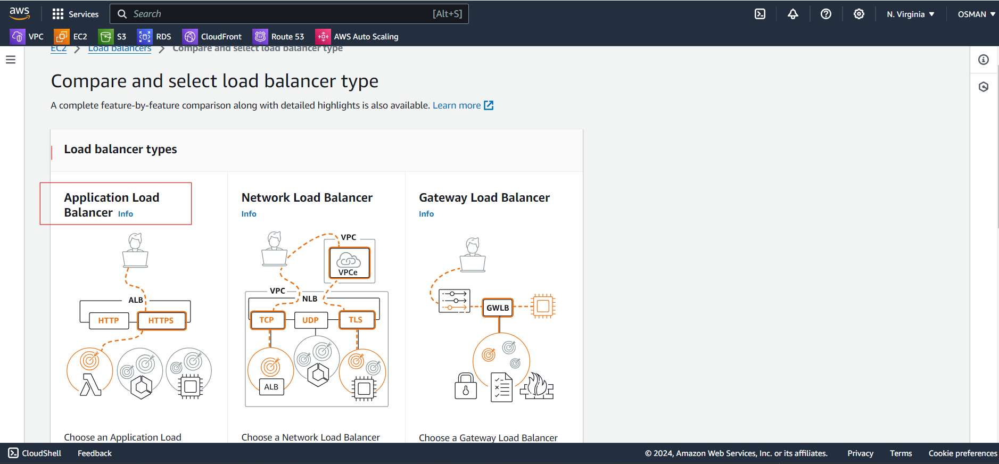 aws
Services
Search
[Alt+S]
N. Virginia
OSMAN
VPC
EC2
S3
RDS
CloudFront
Route 53
AWS Auto Scaling
EC2
Load balancers
Compare and select load balancer type
Compare and select load balancer type
A complete feature-by-feature comparison along with detailed highlights is also available. Learn more
Load balancer types
Application Load
Balancer Info
Network Load Balancer
Info
Gateway Load Balancer
Info
ALB
HTTP
HTTPS
VPC
VPCe
VPC
NLB
TCP
UDP
TLS
ALB
GWLB
Choose an Application Load
Choose a Network Load Balancer
Choose a Gateway Load Balancer
CloudShell
Feedback
© 2024, Amazon Web Services, Inc. or its affiliates.
Privacy
Terms
Cookie preferences